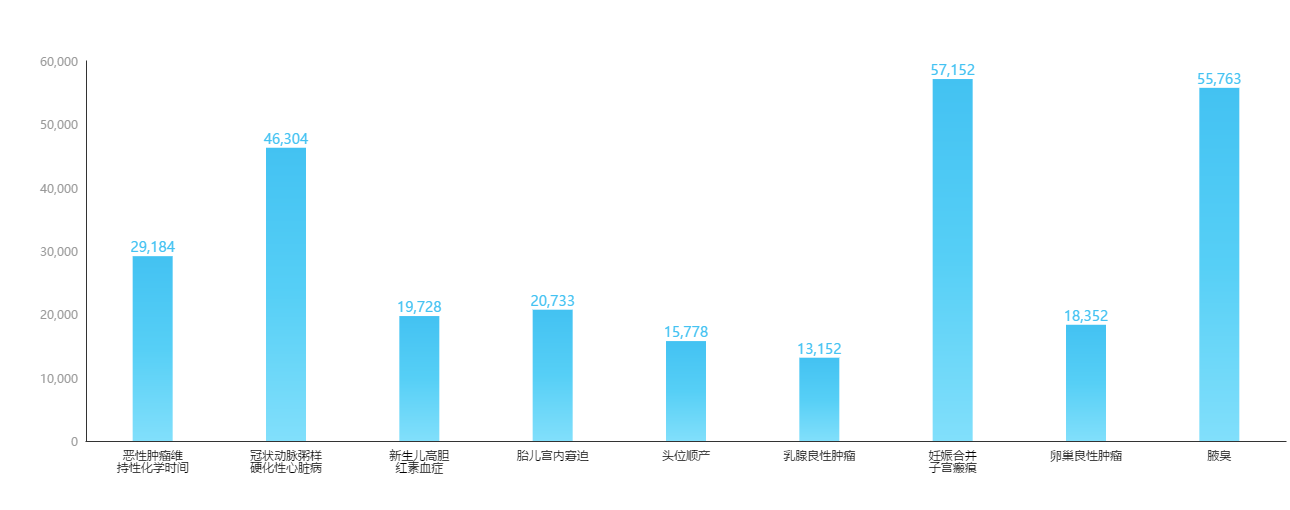 60,000
50,000
40,000
30,000
20,000
10,000
0
29,184
46,304
19,728
20,733
15,778
13,152
57,152
18,352
55,763
恶性肿瘤维
持性化学时间
冠状动脉粥样
硬化性心脏病
新生儿高胆
红素血症
胎儿宫内窘迫
头位顺产
乳腺良性肿瘤
妊娠合并
子宫瘢痕
卵巢良性肿瘤
腋臭